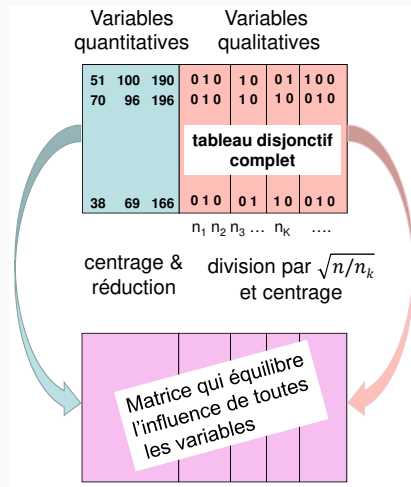 Variables quantitatives
Variables qualitatives
51 100 190 0 1 0 1 0 0 1 1 0 0
70 96 196 0 1 0 1 0 1 0 0 1 0
tableau disjonctif
complet
38 69 166 0 1 0 0 1 1 0 0 1 0
n₁ n₂ n₃ ... n_K ....
centrage &
réduction
division par √(n/n_k)
et centrage
Matrice qui équilibre
l'influence de toutes
les variables